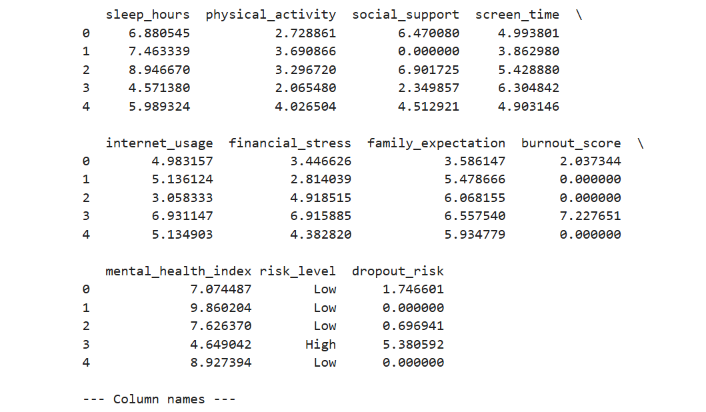 sleep_hours physical_activity social_support screen_time \
0 6.880545 2.728861 6.470080 4.993801
1 7.463339 3.690866 0.000000 3.862980
2 8.946670 3.296720 6.901725 5.428880
3 4.571380 2.065480 2.349857 6.304842
4 5.989324 4.026504 4.512921 4.903146
internet_usage financial_stress family_expectation burnout_score \
0 4.983157 3.446626 3.586147 2.037344
1 5.136124 2.814039 5.478666 0.000000
2 3.058333 4.918515 6.068155 0.000000
3 6.931147 6.915885 6.557540 7.227651
4 5.134903 4.382820 5.934779 0.000000
mental_health_index risk_level dropout_risk
0 7.074487 Low 1.746601
1 9.860204 Low 0.000000
2 7.626370 Low 0.696941
3 4.649042 High 5.380592
4 8.927394 Low 0.000000
--- Column names ---